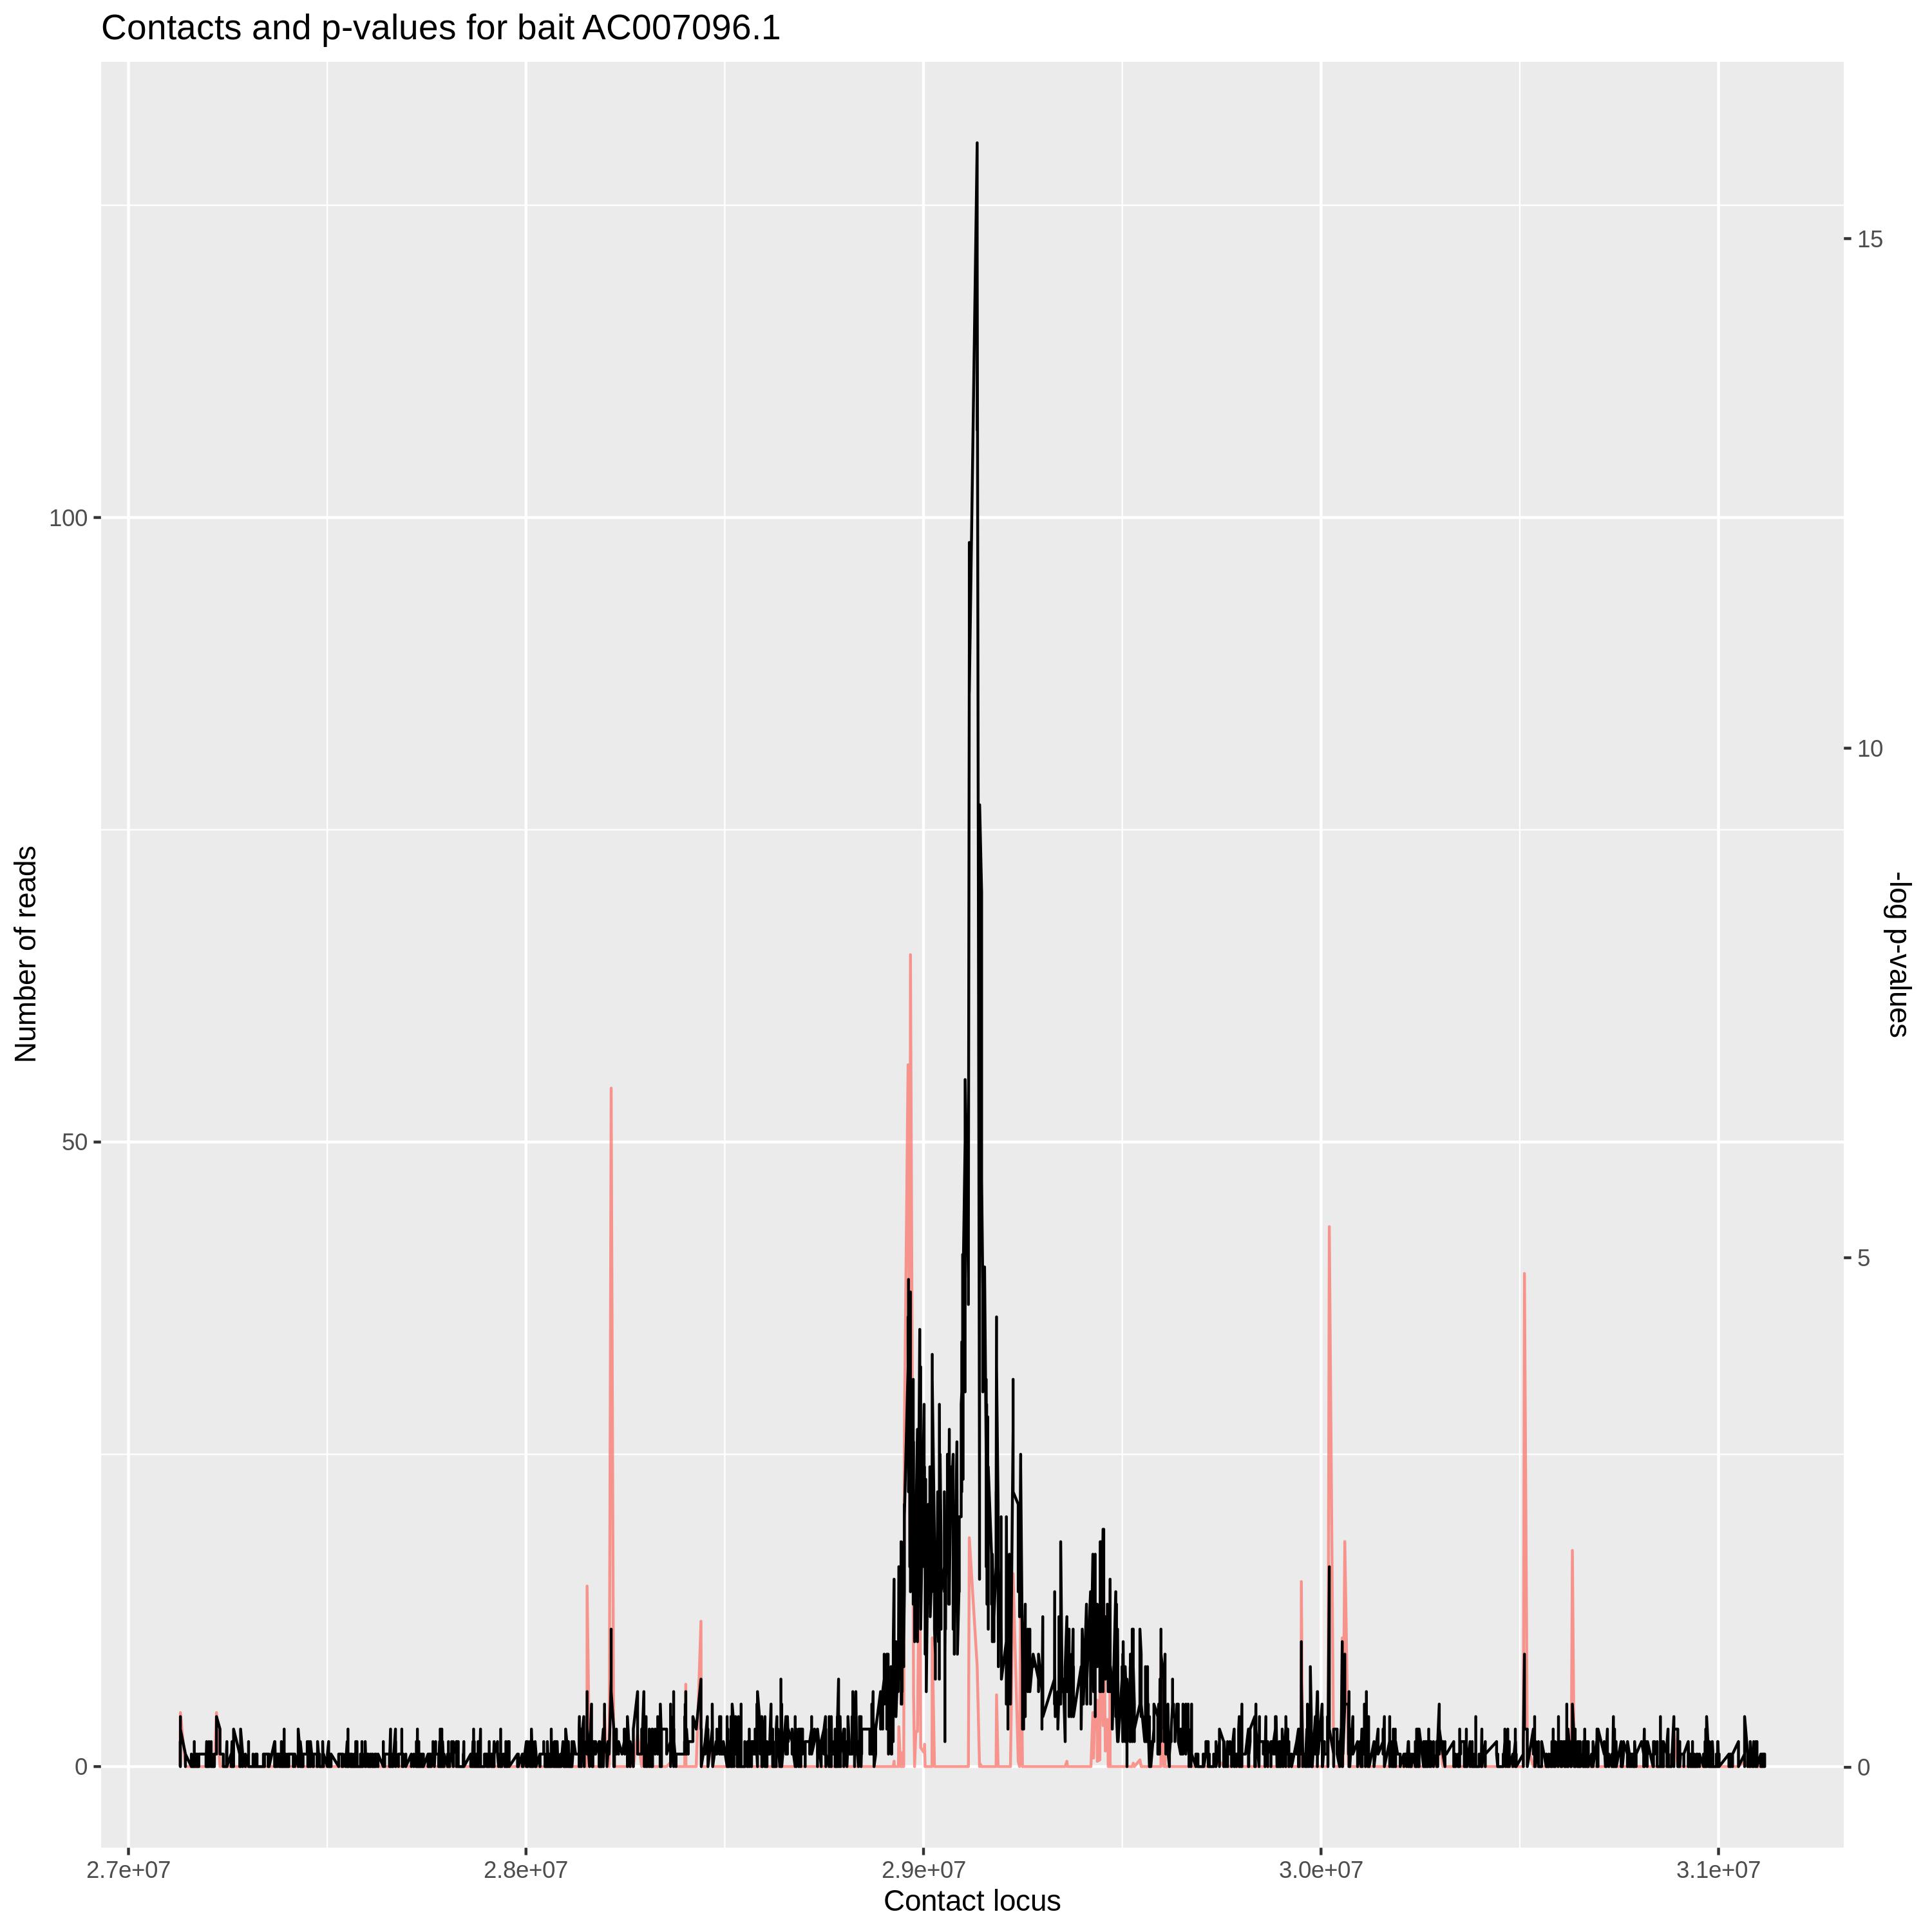 Contacts and p-values for bait AC007096.1
100
50
0
Number of reads
15
10
5
0
-log p-values
2.7e+07
2.8e+07
2.9e+07
3.0e+07
3.1e+07
Contact locus